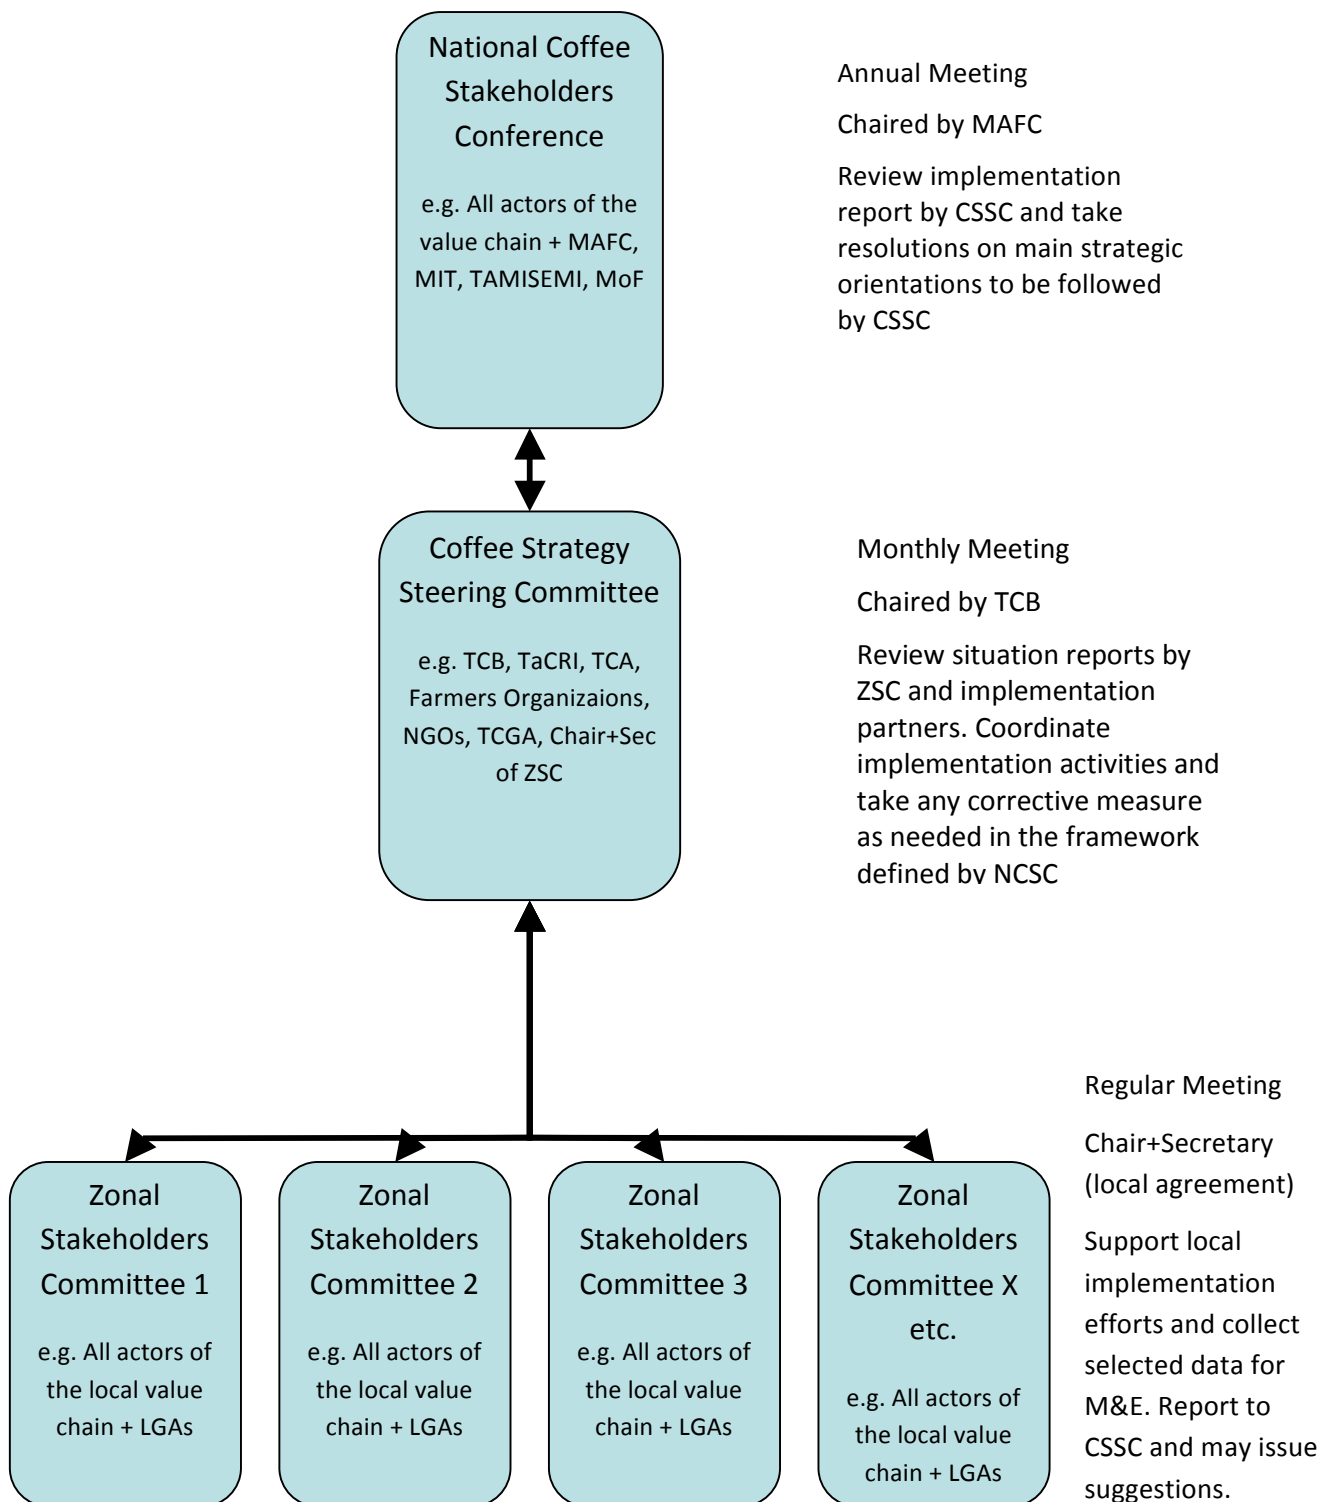 National Coffee
Stakeholders
Conference
e.g. All actors of the
value chain + MAFC,
MIT, TAMISEMI, MoF
Annual Meeting
Chaired by MAFC
Review implementation
report by CSSC and take
resolutions on main strategic
orientations to be followed
by CSSC
Coffee Strategy
Steering Committee
e.g. TCB, TaCRI, TCA,
Farmers Organizaions,
NGOs, TCGA, Chair+Sec
of ZSC
Monthly Meeting
Chaired by TCB
Review situation reports by
ZSC and implementation
partners. Coordinate
implementation activities and
take any corrective measure
as needed in the framework
defined by NCSC
Zonal
Stakeholders
Committee 1
e.g. All actors of
the local value
chain + LGAs
Zonal
Stakeholders
Committee 2
e.g. All actors of
the local value
chain + LGAs
Zonal
Stakeholders
Committee 3
e.g. All actors of
the local value
chain + LGAs
Zonal
Stakeholders
Committee X
etc.
e.g. All actors of
the local value
chain + LGAs
Regular Meeting
Chair+Secretary
(local agreement)
Support local
implementation
efforts and collect
selected data for
M&E. Report to
CSSC and may issue
suggestions.